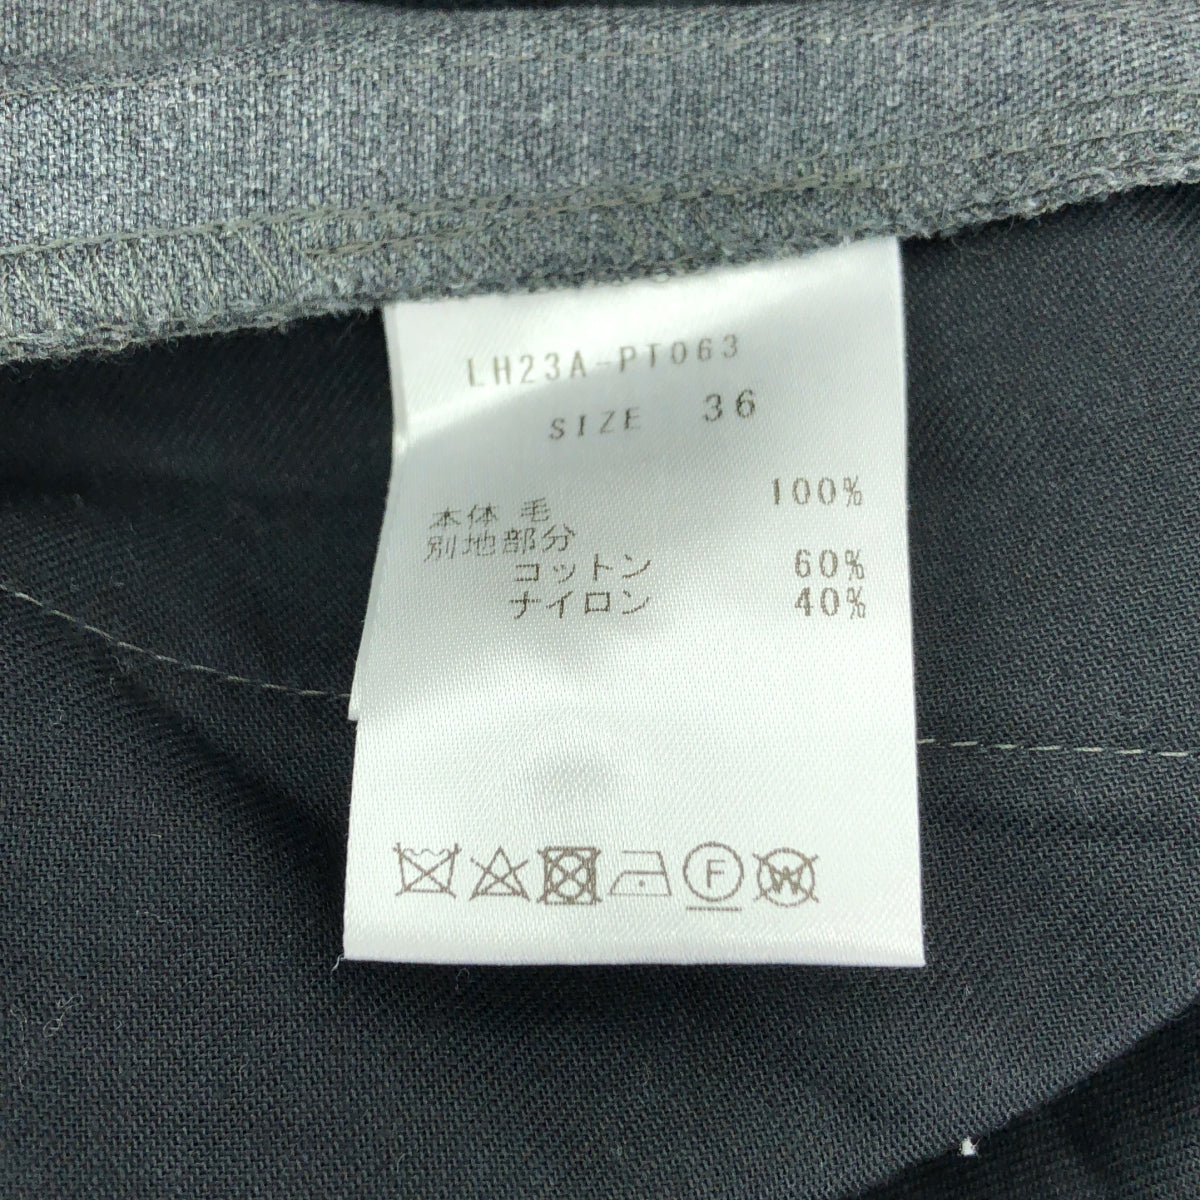 LH23A-PT063
SIZE 36
本体 毛 100%
別地部分
コットン 60%
ナイロン 40%
F W